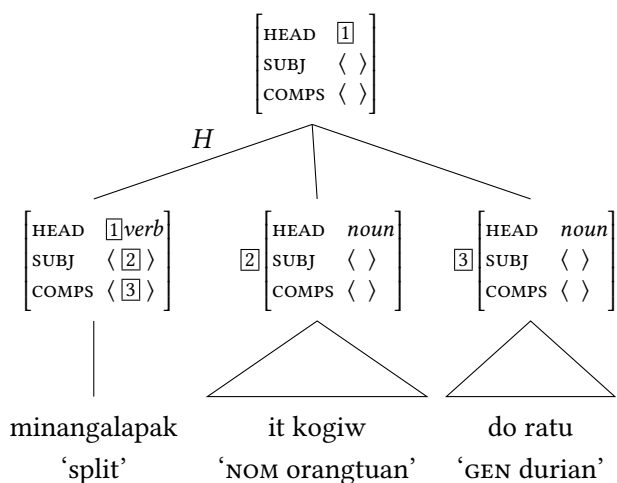 HEAD 1
SUBJ ⟨ ⟩
COMPS ⟨ ⟩
H
HEAD 1 verb
SUBJ ⟨ 2 ⟩
COMPS ⟨ 3 ⟩
2
HEAD noun
SUBJ ⟨ ⟩
COMPS ⟨ ⟩
3
HEAD noun
SUBJ ⟨ ⟩
COMPS ⟨ ⟩
minangalapak it kogiw do ratu
‘split’ ‘NOM orangtuan’ ‘GEN durian’